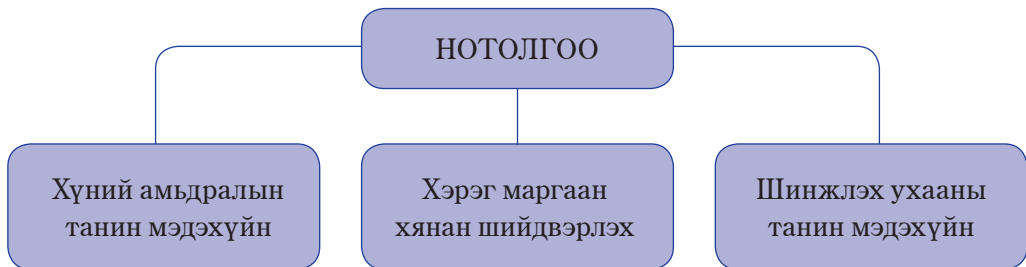 НОТОЛГОО
Хүний амьдралын
танин мэдэхүйн
Хэрэг маргаан
хянан шийдвэрлэх
Шинжлэх ухааны
танин мэдэхүйн